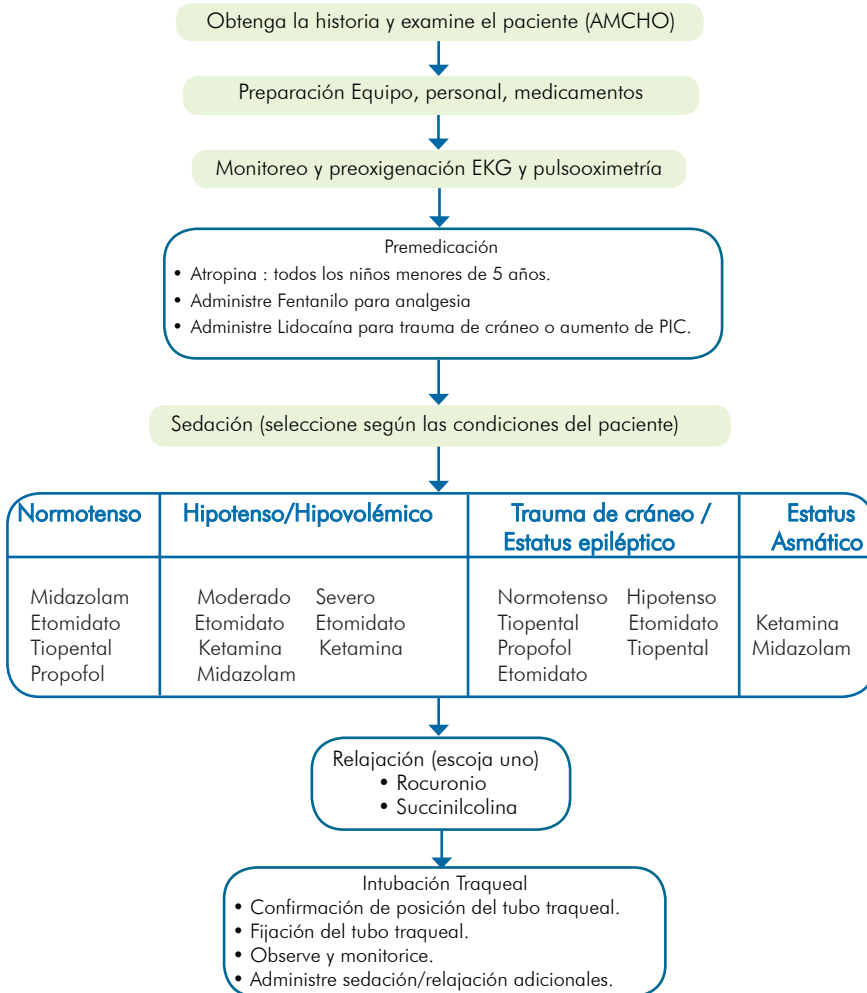 Obtenga la historia y examine el paciente (AMCHO)
Preparación Equipo, personal, medicamentos
Monitoreo y preoxigenación EKG y pulsooximetría
Premedicación
• Atropina : todos los niños menores de 5 años.
• Administre Fentanilo para analgesia
• Administre Lidocaína para trauma de cráneo o aumento de PIC.
Sedación (seleccione según las condiciones del paciente)
Normotenso
Midazolam
Etomidato
Tiopental
Propofol
Hipotenso/Hipovolémico
Moderado Severo
Etomidato Etomidato
Ketamina Ketamina
Midazolam
Trauma de cráneo /
Estatus epiléptico
Normotenso Hipotenso
Tiopental Etomidato
Propofol Tiopental
Etomidato
Estatus
Asmático
Ketamina
Midazolam
Relajación (escoja uno)
• Rocuronio
• Succinilcolina
Intubación Traqueal
• Confirmación de posición del tubo traqueal.
• Fijación del tubo traqueal.
• Observe y monitorice.
• Administre sedación/relajación adicionales.